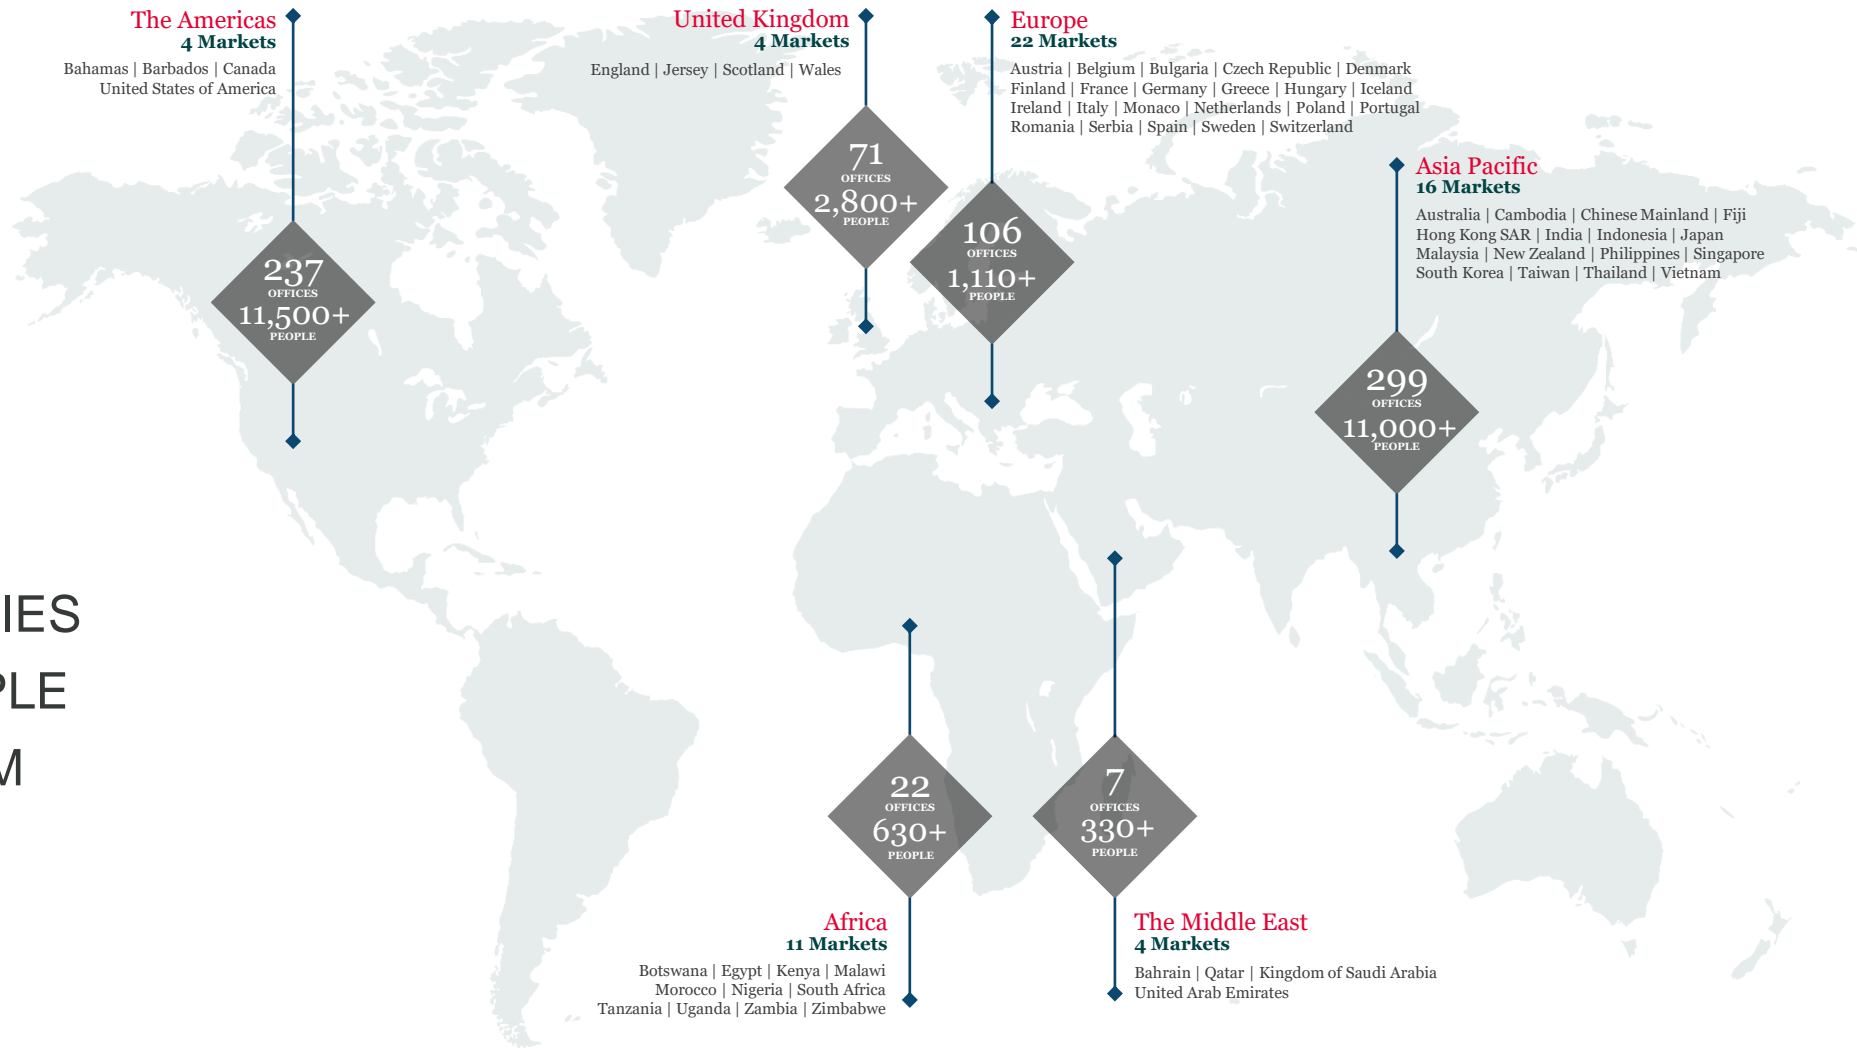 The Americas
4 Markets
Bahamas | Barbados | Canada
United States of America
237
OFFICES
11,500+
PEOPLE
United Kingdom
4 Markets
England | Jersey | Scotland | Wales
71
OFFICES
2,800+
PEOPLE
Europe
22 Markets
Austria | Belgium | Bulgaria | Czech Republic | Denmark
Finland | France | Germany | Greece | Hungary | Iceland
Ireland | Italy | Monaco | Netherlands | Poland | Portugal
Romania | Serbia | Spain | Sweden | Switzerland
106
OFFICES
1,110+
PEOPLE
Asia Pacific
16 Markets
Australia | Cambodia | Chinese Mainland | Fiji
Hong Kong SAR | India | Indonesia | Japan
Malaysia | New Zealand | Philippines | Singapore
South Korea | Taiwan | Thailand | Vietnam
299
OFFICES
11,000+
PEOPLE
22
OFFICES
630+
PEOPLE
Africa
11 Markets
Botswana | Egypt | Kenya | Malawi
Morocco | Nigeria | South Africa
Tanzania | Uganda | Zambia | Zimbabwe
7
OFFICES
330+
PEOPLE
The Middle East
4 Markets
Bahrain | Qatar | Kingdom of Saudi Arabia
United Arab Emirates